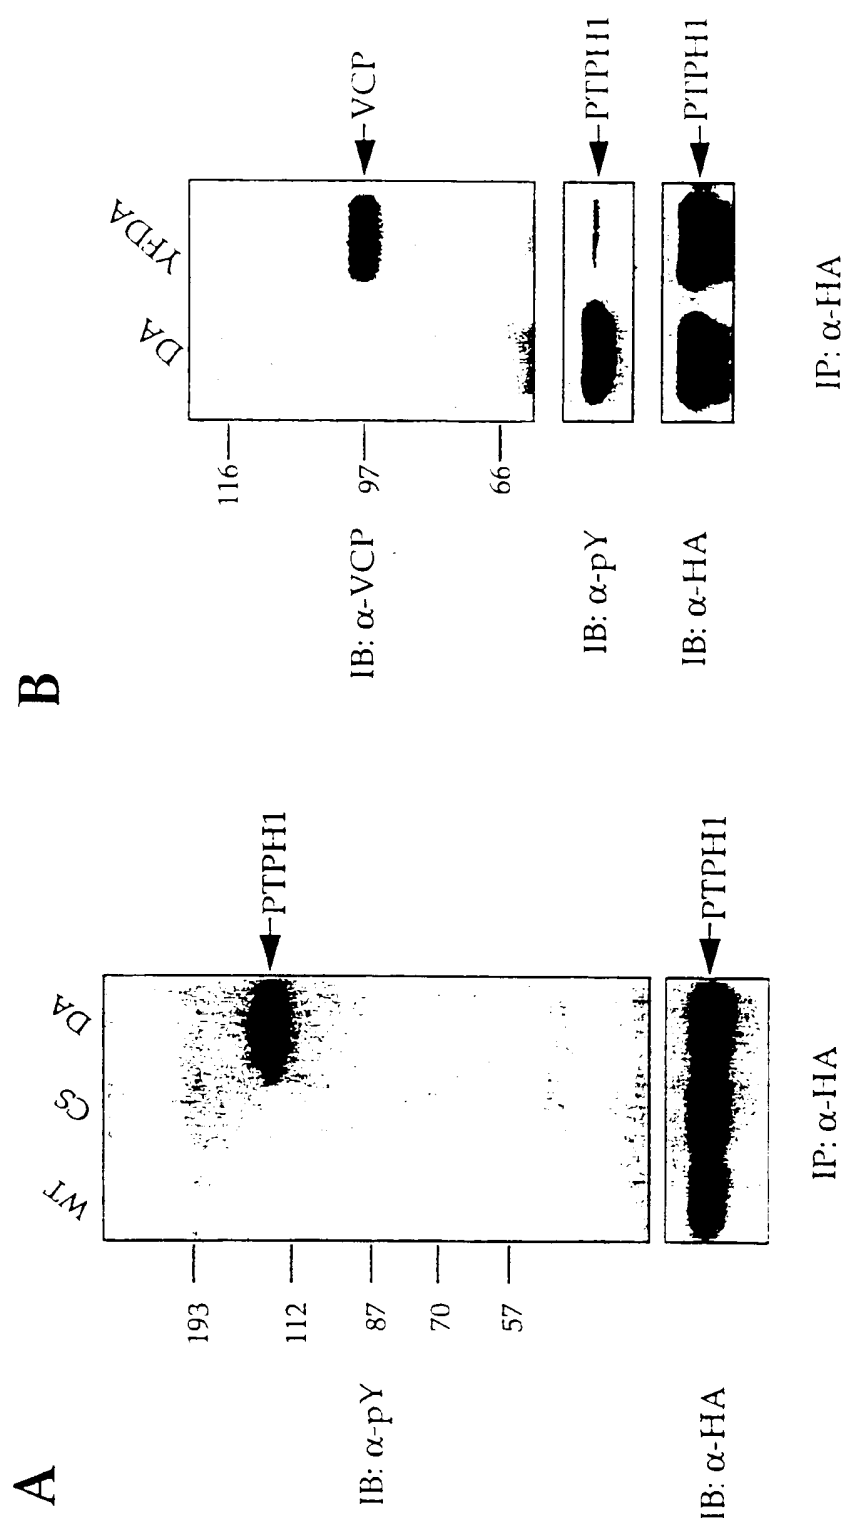 A
WT
CS
DA
193
112
87
70
57
IB: α-pY
PTPH1
IB: α-HA
PTPH1
IP: α-HA
B
DA
YFDA
116
97
66
IB: α-VCP
VCP
IB: α-pY
PTPH1
IB: α-HA
PTPH1
IP: α-HA